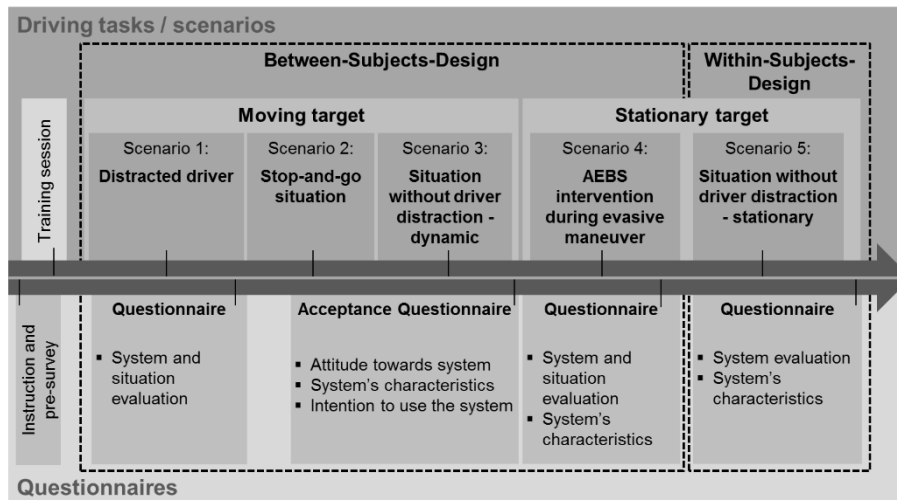 Driving tasks / scenarios
Between-Subjects-Design
Within-Subjects-
Design
Training session
Moving target
Stationary target
Scenario 1:
Distracted driver
Scenario 2:
Stop-and-go
situation
Scenario 3:
Situation
without driver
distraction -
dynamic
Scenario 4:
AEBS
intervention
during evasive
maneuver
Scenario 5:
Situation without
driver distraction
- stationary
Instruction and
pre-survey
Questionnaire
▪ System and
situation
evaluation
Acceptance Questionnaire
▪ Attitude towards system
▪ System's characteristics
▪ Intention to use the system
Questionnaire
▪ System and
situation
evaluation
▪ System's
characteristics
Questionnaire
▪ System evaluation
▪ System's
characteristics
Questionnaires